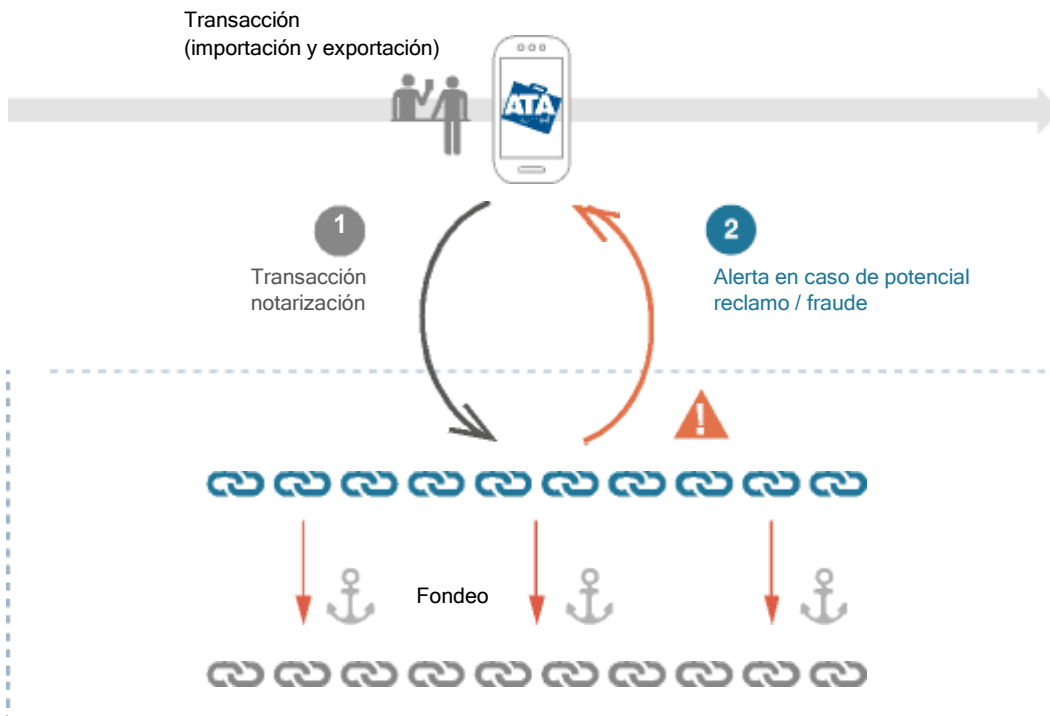 Transacción
(importación y exportación)
ATA
1
Transacción
notarización
2
Alerta en caso de potencial
reclamo / fraude
!
Fondeo